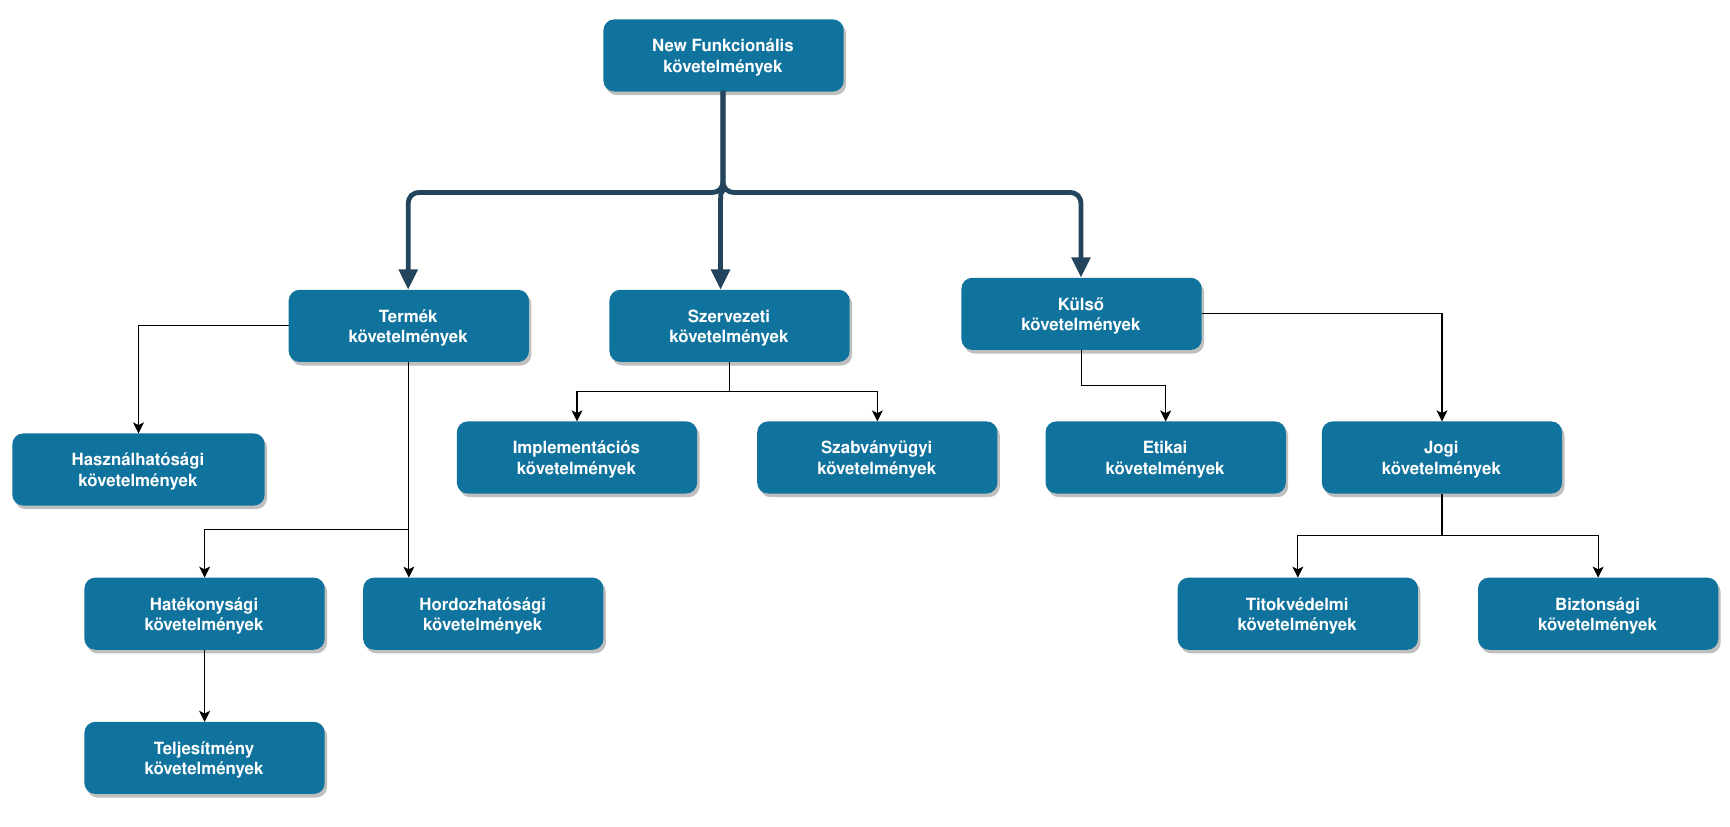 New Funkcionális
követelmények
Termék
követelmények
Szervezeti
követelmények
Külső
követelmények
Használhatósági
követelmények
Implementációs
követelmények
Szabványügyi
követelmények
Etikai
követelmények
Jogi
követelmények
Hatékonysági
követelmények
Hordozhatósági
követelmények
Titokvédelmi
követelmények
Biztonsági
követelmények
Teljesítmény
követelmények